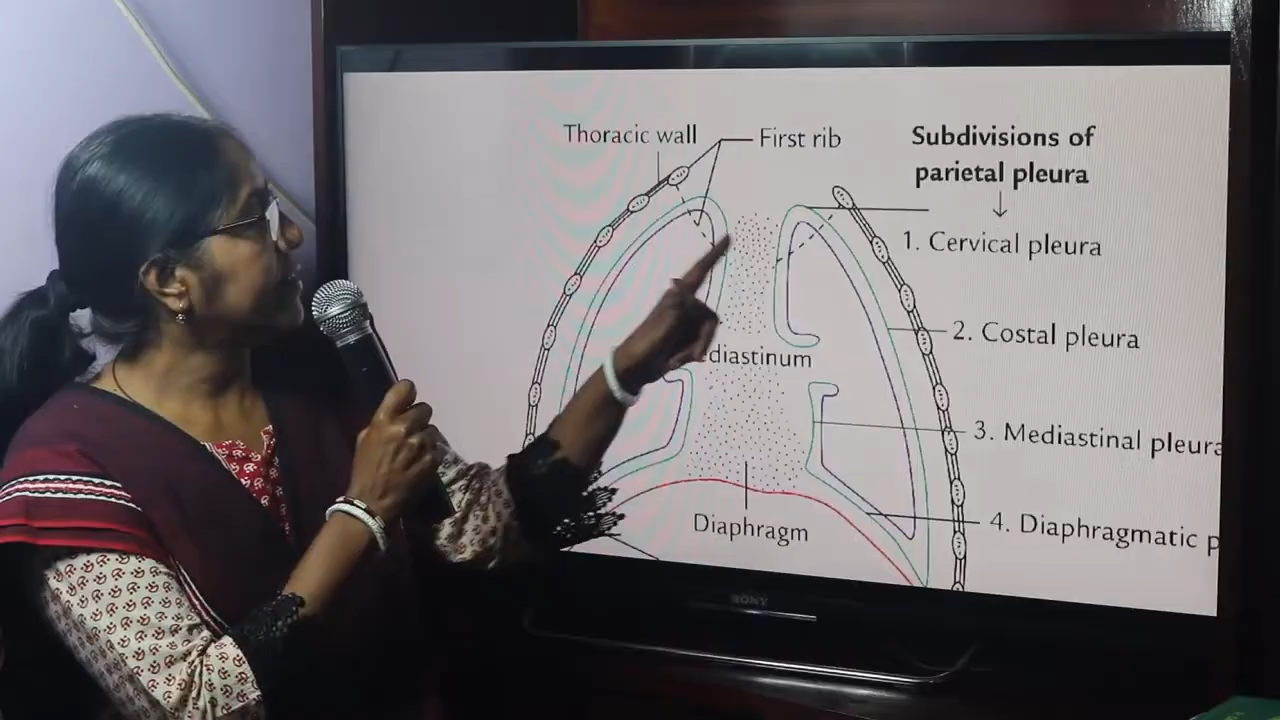 Thoracic wall
First rib
Subdivisions of
parietal pleura
1. Cervical pleura
2. Costal pleura
ediastinum
3. Mediastinal pleura
Diaphragm
4. Diaphragmatic p
SONY